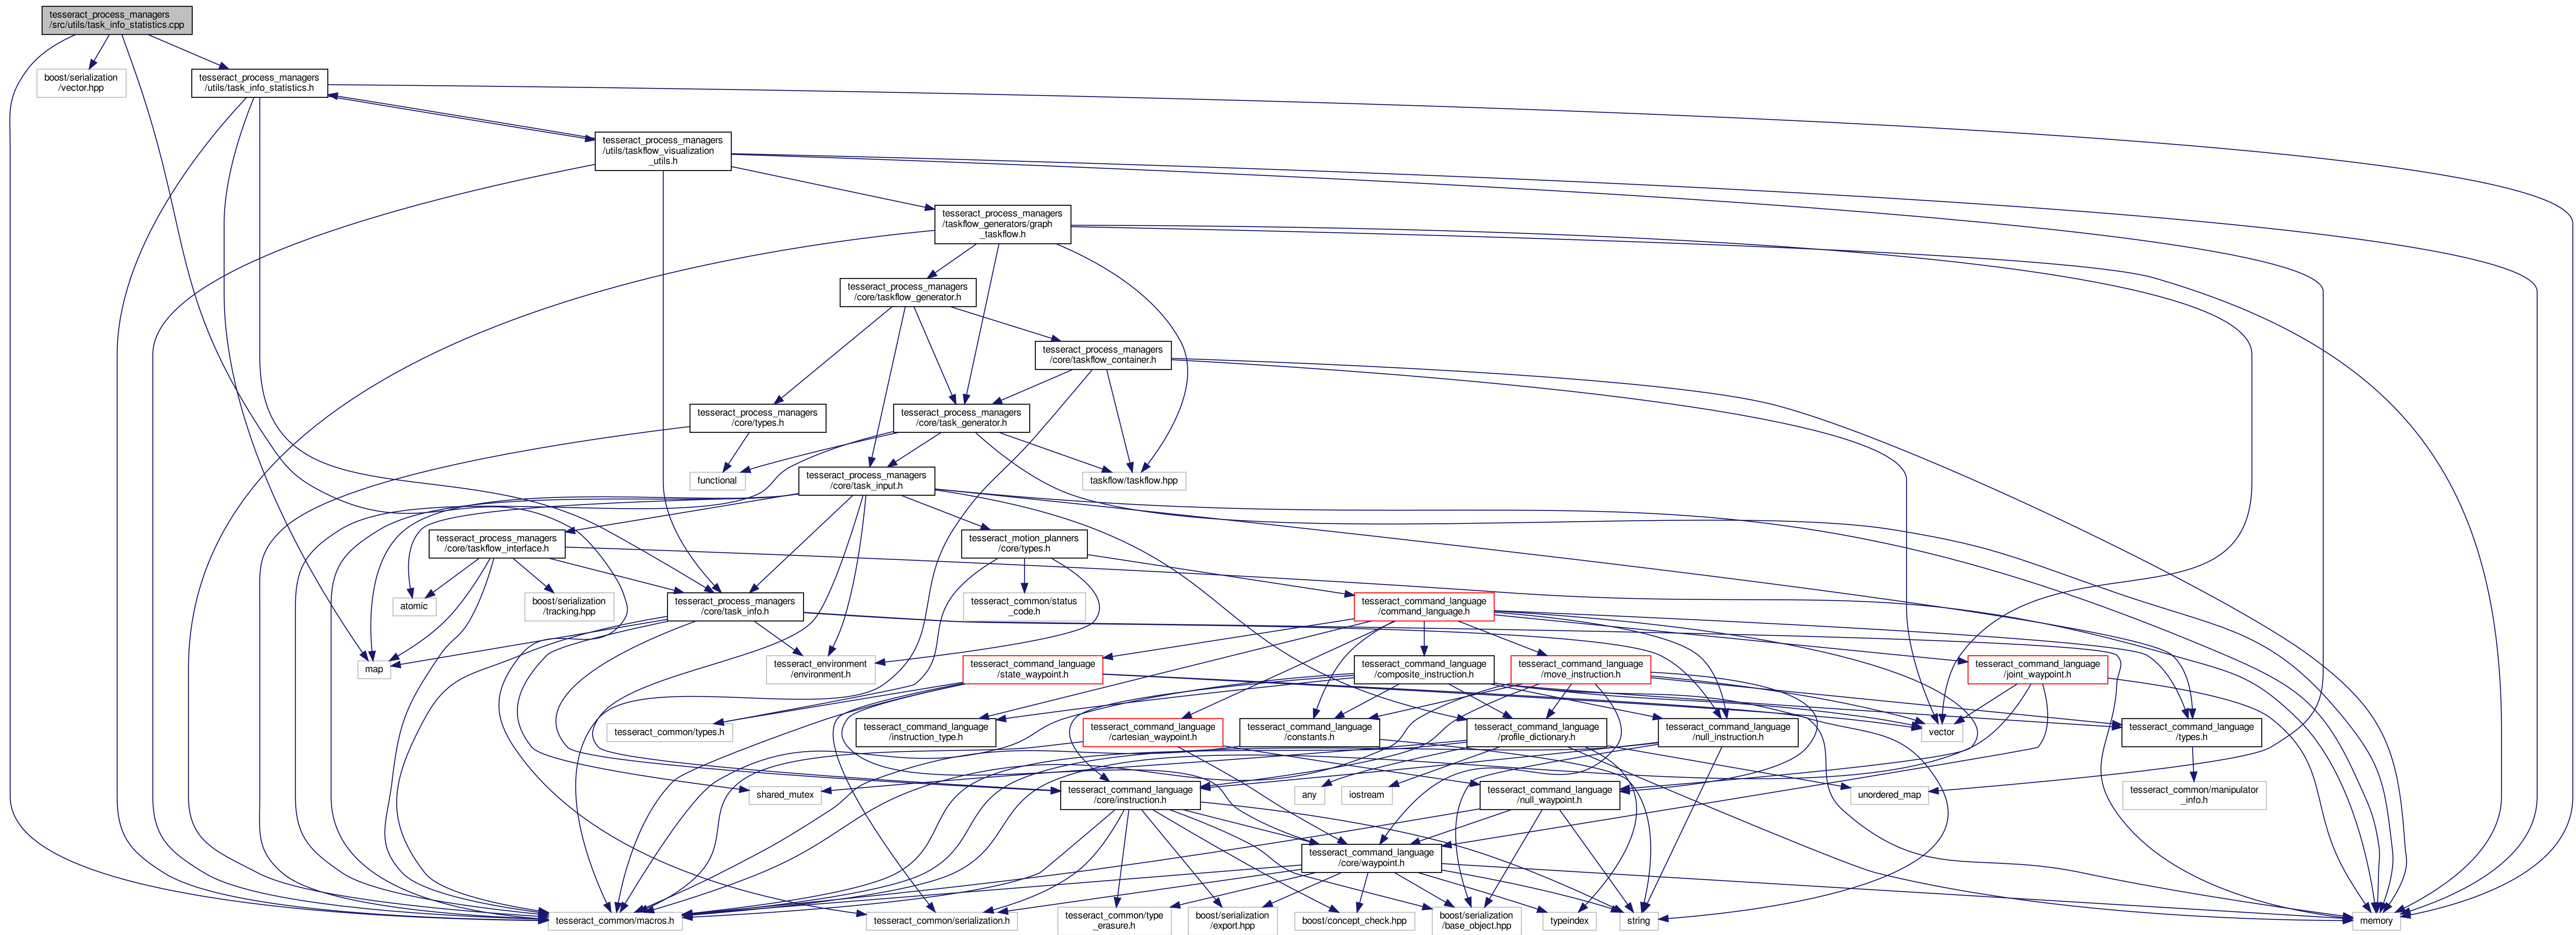 tesseract_process_managers
/src/utils/task_info_statistics.cpp
boost/serialization
/vector.hpp
tesseract_process_managers
/utils/task_info_statistics.h
tesseract_process_managers
/utils/taskflow_visualization
_utils.h
tesseract_process_managers
/taskflow_generators/graph
_taskflow.h
tesseract_process_managers
/core/taskflow_generator.h
tesseract_process_managers
/core/taskflow_container.h
tesseract_process_managers
/core/types.h
tesseract_process_managers
/core/task_generator.h
functional
tesseract_process_managers
/core/task_input.h
taskflow/taskflow.hpp
tesseract_process_managers
/core/taskflow_interface.h
tesseract_motion_planners
/core/types.h
atomic
boost/serialization
/tracking.hpp
tesseract_process_managers
/core/task_info.h
tesseract_common/status
_code.h
tesseract_command_language
/command_language.h
map
tesseract_environment
/environment.h
tesseract_command_language
/state_waypoint.h
tesseract_command_language
/composite_instruction.h
tesseract_command_language
/move_instruction.h
tesseract_command_language
/joint_waypoint.h
tesseract_common/types.h
tesseract_command_language
/instruction_type.h
tesseract_command_language
/cartesian_waypoint.h
tesseract_command_language
/constants.h
tesseract_command_language
/profile_dictionary.h
tesseract_command_language
/null_instruction.h
vector
tesseract_command_language
/types.h
shared_mutex
tesseract_command_language
/core/instruction.h
any
iostream
tesseract_command_language
/null_waypoint.h
unordered_map
tesseract_common/manipulator
_info.h
tesseract_command_language
/core/waypoint.h
tesseract_common/macros.h
tesseract_common/serialization.h
tesseract_common/type
_erasure.h
boost/serialization
/export.hpp
boost/concept_check.hpp
boost/serialization
/base_object.hpp
typeindex
string
memory